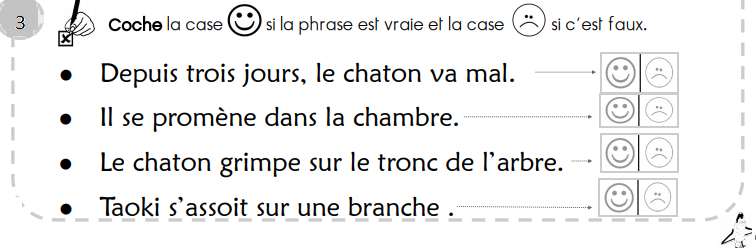 3 Coche la case si la phrase est vraie et la case si c'est faux.
• Depuis trois jours, le chaton va mal.
• Il se promène dans la chambre.
• Le chaton grimpe sur le tronc de l'arbre.
• Taoki s'assoit sur une branche .